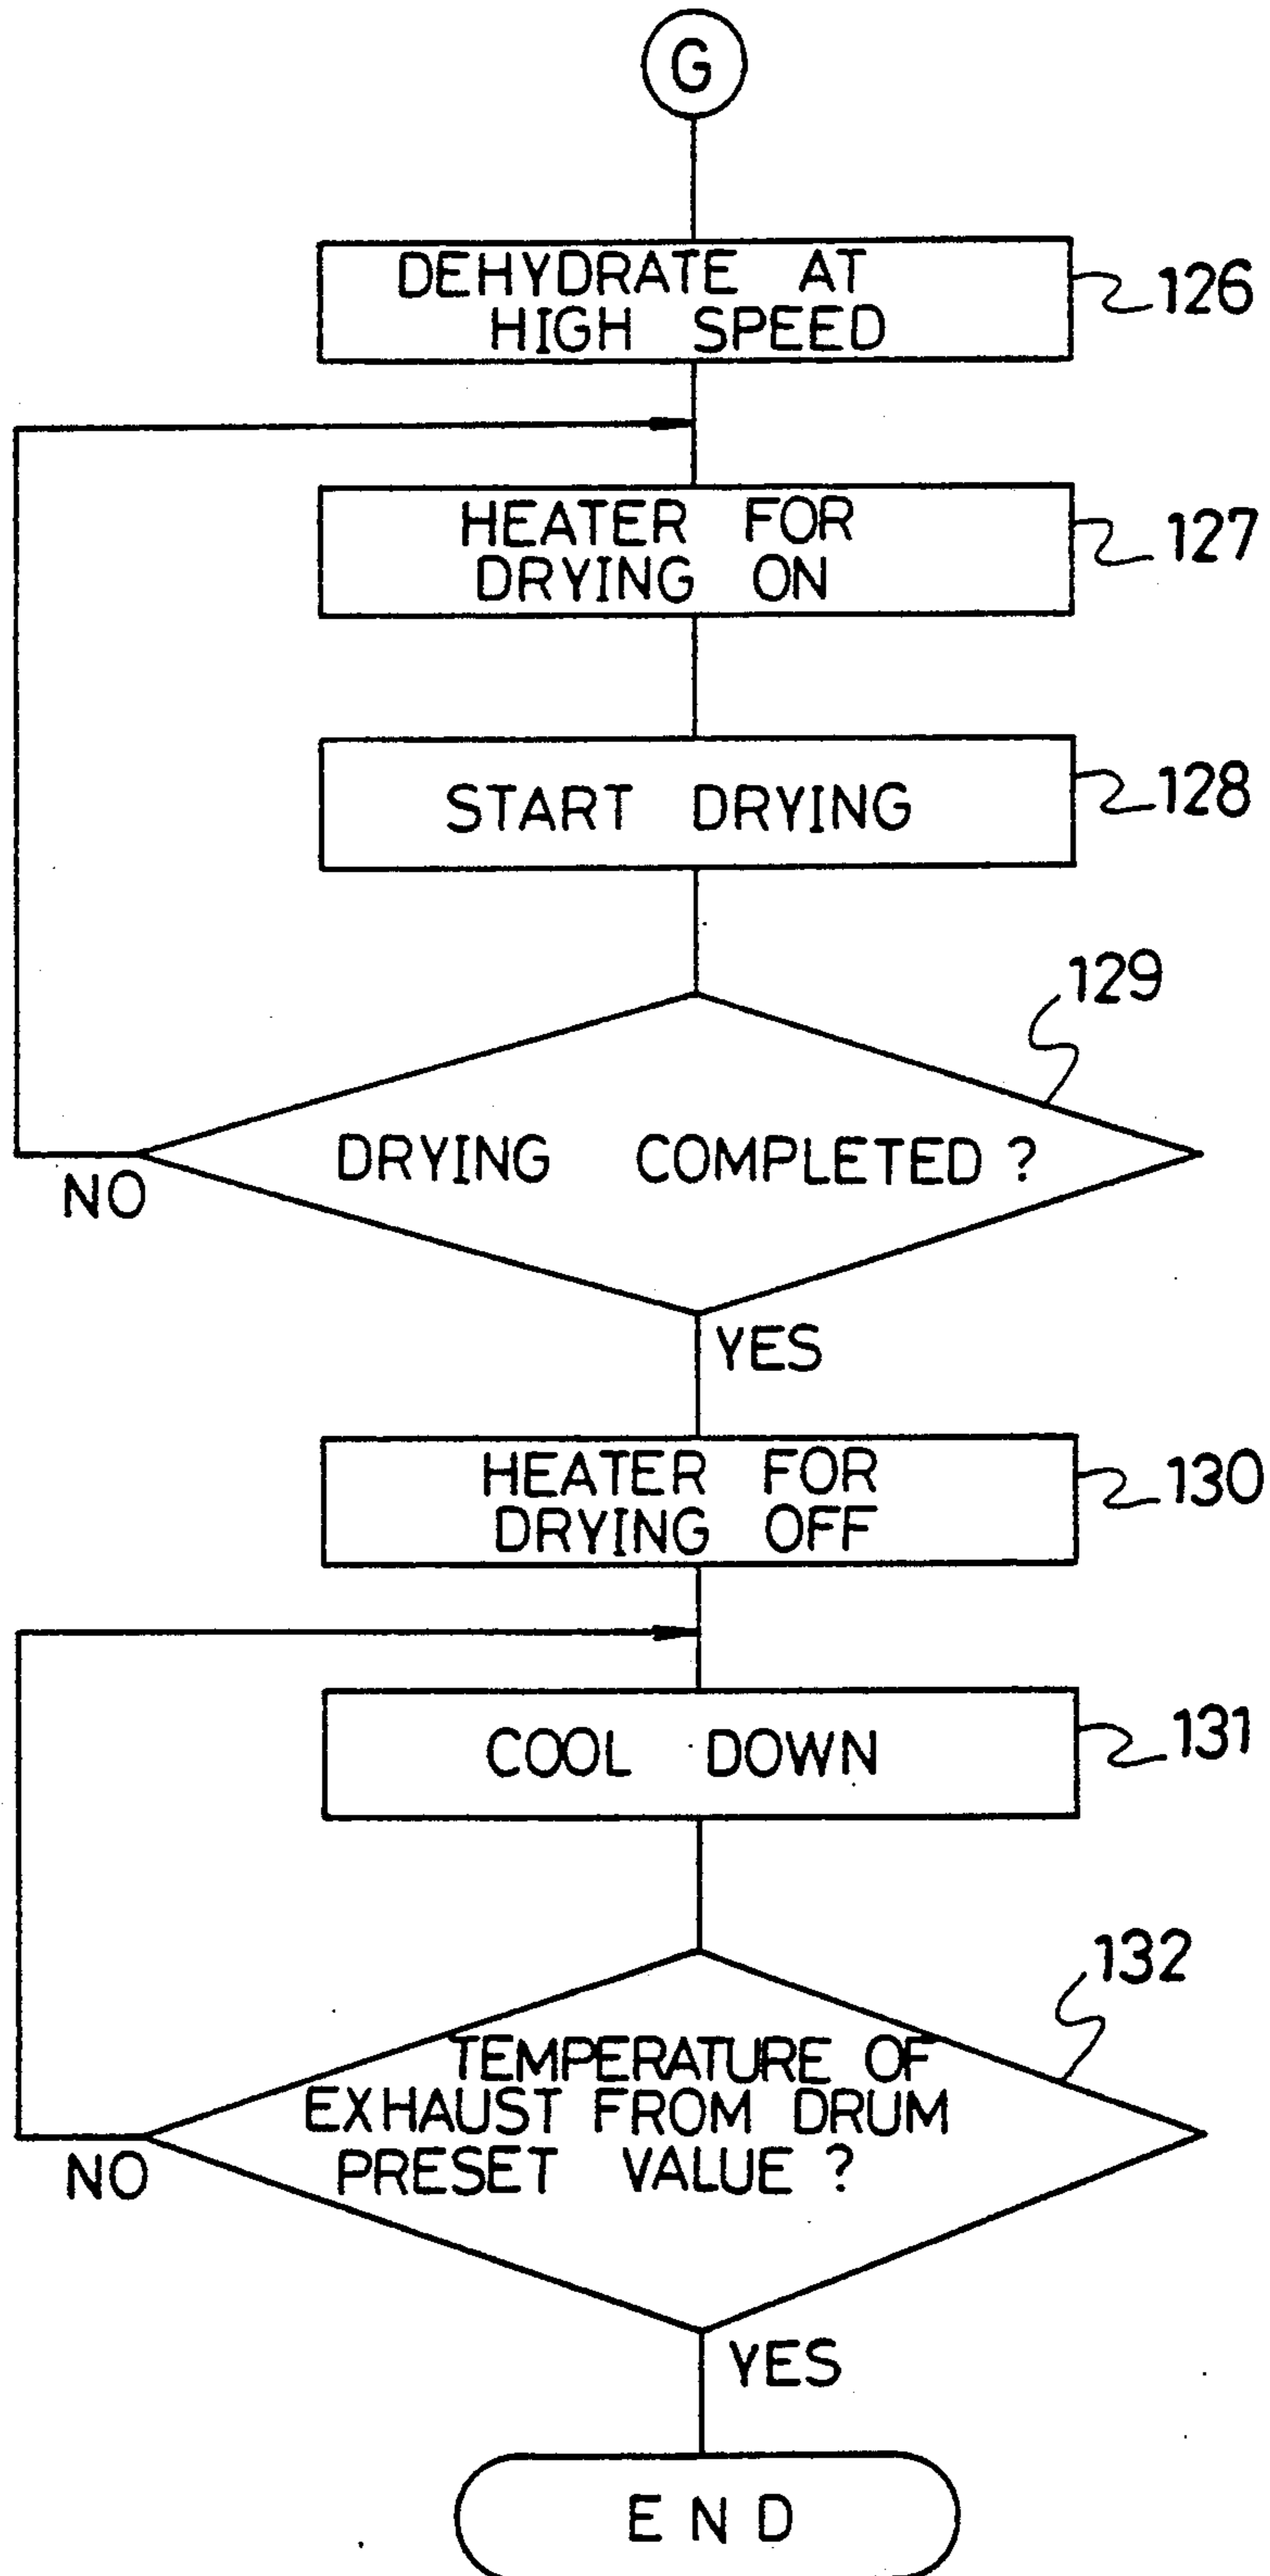 G
DEHYDRATE AT
HIGH SPEED
126
HEATER FOR
DRYING ON
127
START DRYING
128
129
DRYING COMPLETED ?
NO
YES
HEATER FOR
DRYING OFF
130
COOL DOWN
131
132
TEMPERATURE OF
EXHAUST FROM DRUM
PRESET VALUE ?
NO
YES
END